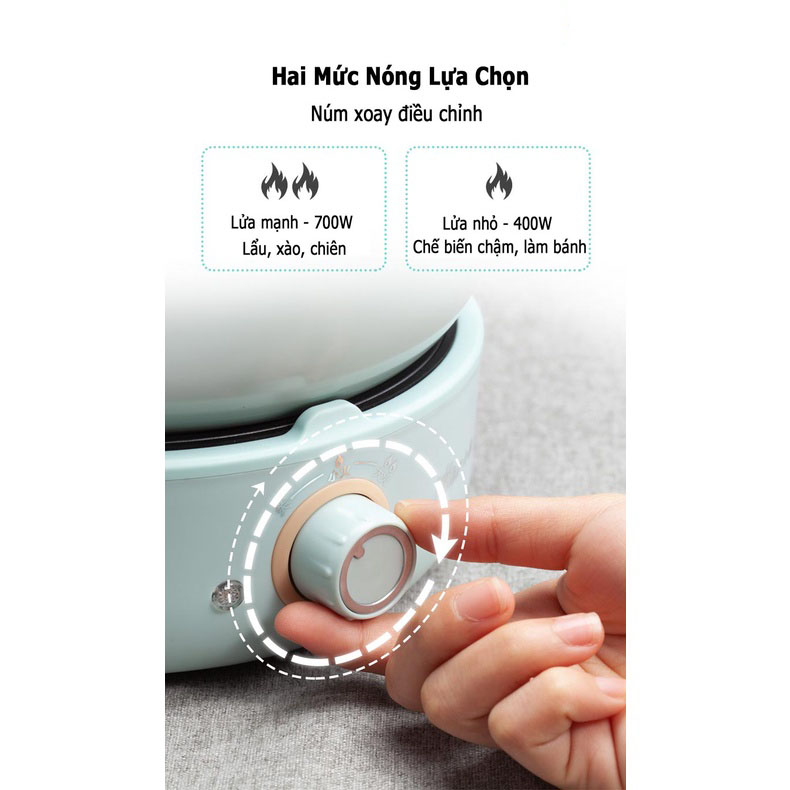 Hai Mức Nóng Lựa Chọn
Núm xoay điều chỉnh
Lửa mạnh - 700W
Lẩu, xào, chiên
Lửa nhỏ - 400W
Chế biến chậm, làm bánh